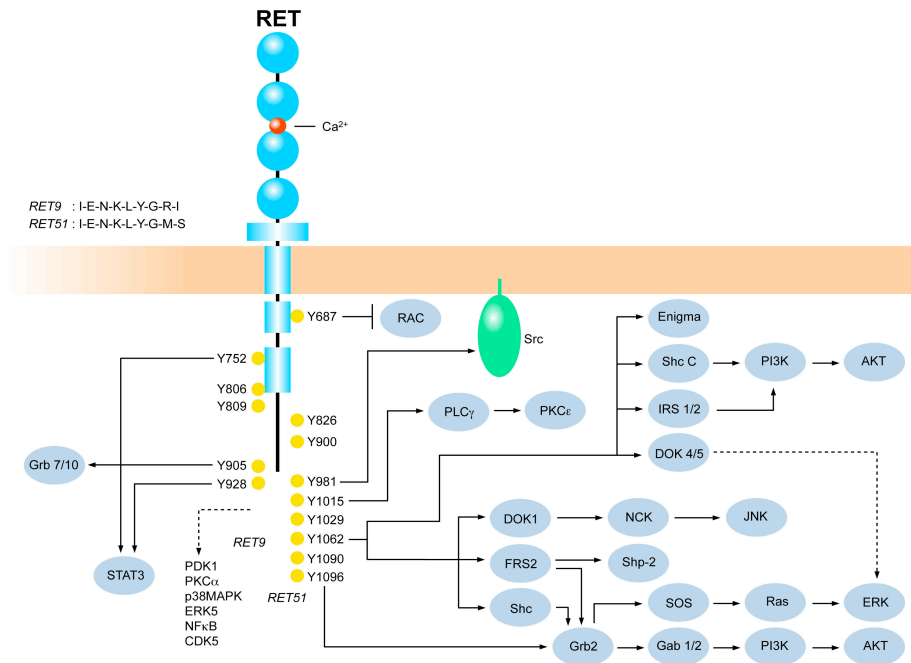 RET
Ca²⁺
RET9 : I-E-N-K-L-Y-G-R-I
RET51 : I-E-N-K-L-Y-G-M-S
Y687
RAC
Src
Enigma
Y752
Shc C
PI3K
AKT
Y806
Y809
IRS 1/2
PLCγ
PKCε
Y826
Y900
DOK 4/5
Grb 7/10
Y905
Y928
Y981
Y1015
Y1029
Y1062
Y1090
Y1096
RET9
RET51
DOK1
NCK
JNK
FRS2
Shp-2
STAT3
PDK1
PKCα
p38MAPK
ERK5
NFκB
CDK5
Shc
SOS
Ras
ERK
Grb2
Gab 1/2
PI3K
AKT